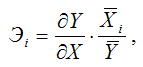 Э_i = ∂Y/∂X · X̄_i/Ȳ ,